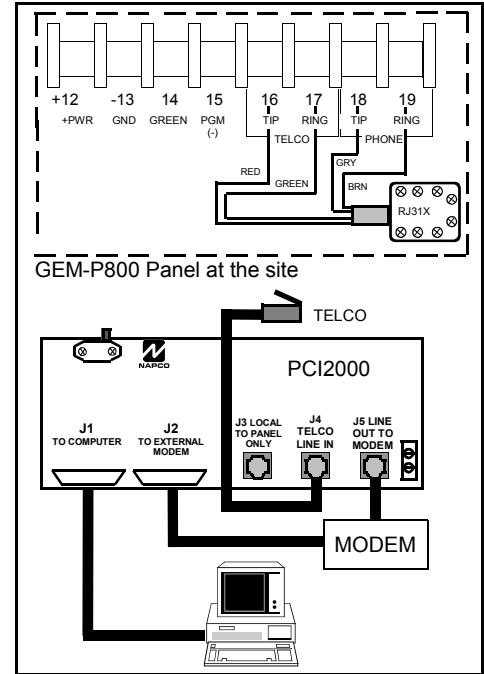 +12 -13 14 15 16 17 18 19
+PWR GND GREEN PGM TIP RING TIP RING
(-)
TELCO PHONE
RED
GREEN
GRY
BRN
RJ31X
GEM-P800 Panel at the site
TELCO
NAPCO
PCI2000
J1
TO COMPUTER
J2
TO EXTERNAL
MODEM
J3 LOCAL
TO PANEL
ONLY
J4
TELCO
LINE IN
J5 LINE
OUT TO
MODEM
MODEM